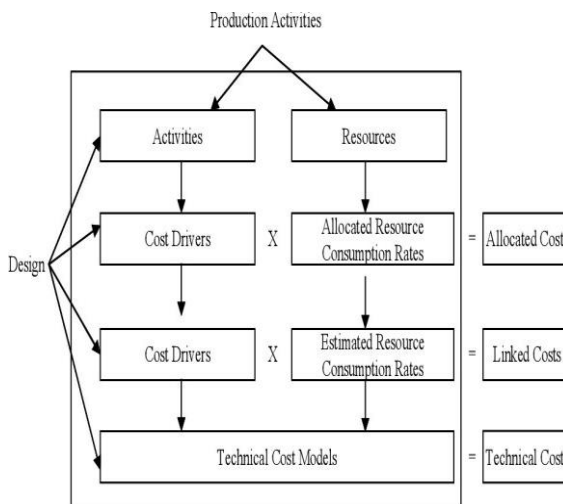 Production Activities
Activities
Resources
Cost Drivers
X
Allocated Resource
Consumption Rates
=
Allocated Cost
Design
Cost Drivers
X
Estimated Resource
Consumption Rates
=
Linked Costs
Technical Cost Models
=
Technical Cost